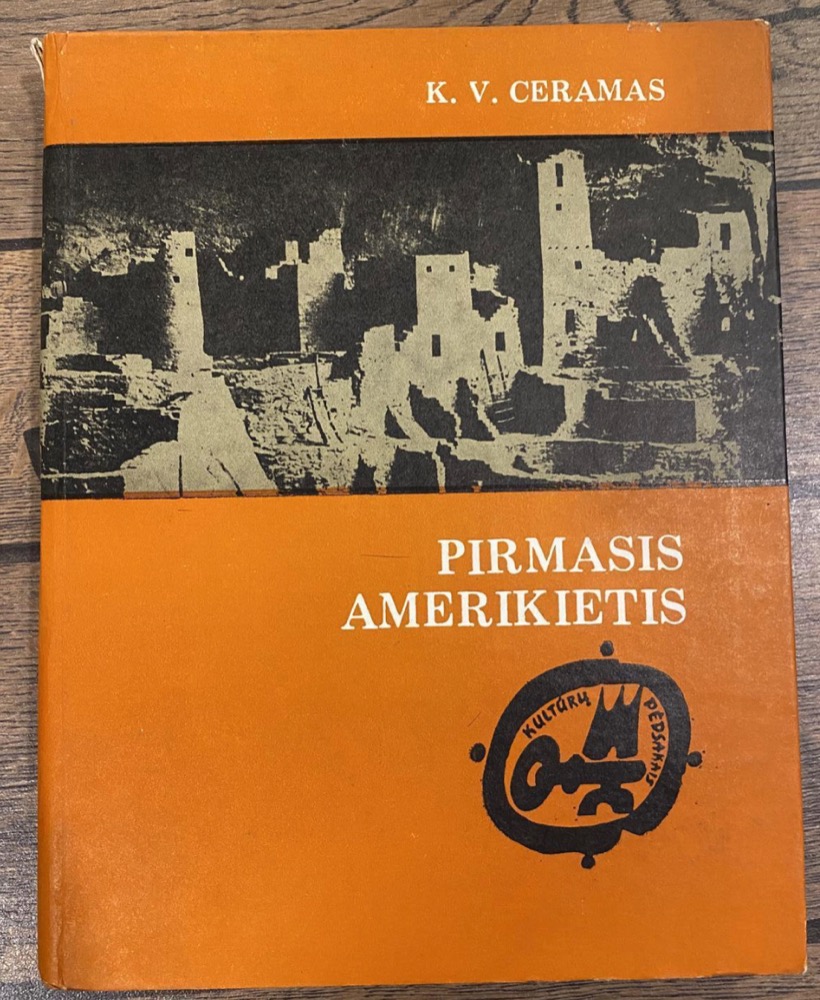 K. V. CERAMAS
PIRMASIS
AMERIKIETIS
KULTŪRŲ PĖDSAKAIS